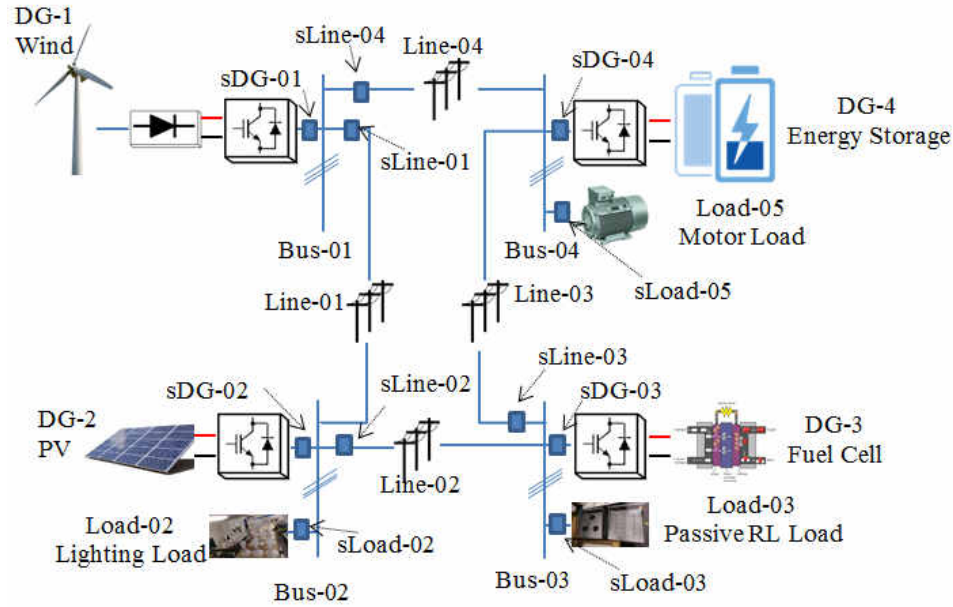 DG-1
Wind
sLine-04
Line-04
sDG-01
sDG-04
DG-4
Energy Storage
sLine-01
Load-05
Motor Load
Bus-01
Bus-04
sLoad-05
Line-01
Line-03
sLine-03
sDG-02
sLine-02
sDG-03
DG-2
PV
DG-3
Fuel Cell
Line-02
Load-02
Lighting Load
sLoad-02
Load-03
Passive RL Load
Bus-02
Bus-03
sLoad-03